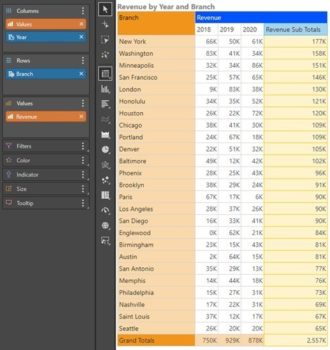 Columns
Values
Year
Rows
Branch
Values
Revenue
Filters
Color
Indicator
Size
Tooltip
Revenue by Year and Branch
Branch Revenue
2018 2019 2020 Revenue Sub Totals
New York 66K 50K 61K 177K
Washington 83K 41K 34K 158K
Minneapolis 32K 34K 86K 151K
San Francisco 25K 57K 65K 146K
London 9K 83K 38K 130K
Honolulu 34K 35K 52K 121K
Houston 26K 22K 72K 120K
Chicago 38K 41K 30K 109K
Portland 24K 67K 18K 109K
Denver 22K 51K 32K 105K
Baltimore 49K 12K 42K 102K
Phoenix 28K 25K 43K 96K
Brooklyn 38K 29K 24K 91K
Paris 67K 17K 6K 90K
Los Angeles 28K 37K 26K 90K
San Diego 16K 33K 41K 90K
Englewood 0K 62K 21K 84K
Birmingham 23K 15K 43K 81K
Austin 2K 64K 15K 81K
San Antonio 35K 29K 13K 77K
Memphis 14K 44K 18K 76K
Philadelphia 15K 27K 31K 73K
Nashville 17K 22K 31K 69K
Saint Louis 37K 12K 17K 67K
Seattle 26K 20K 20K 65K
Grand Totals 750K 929K 878K 2,557K